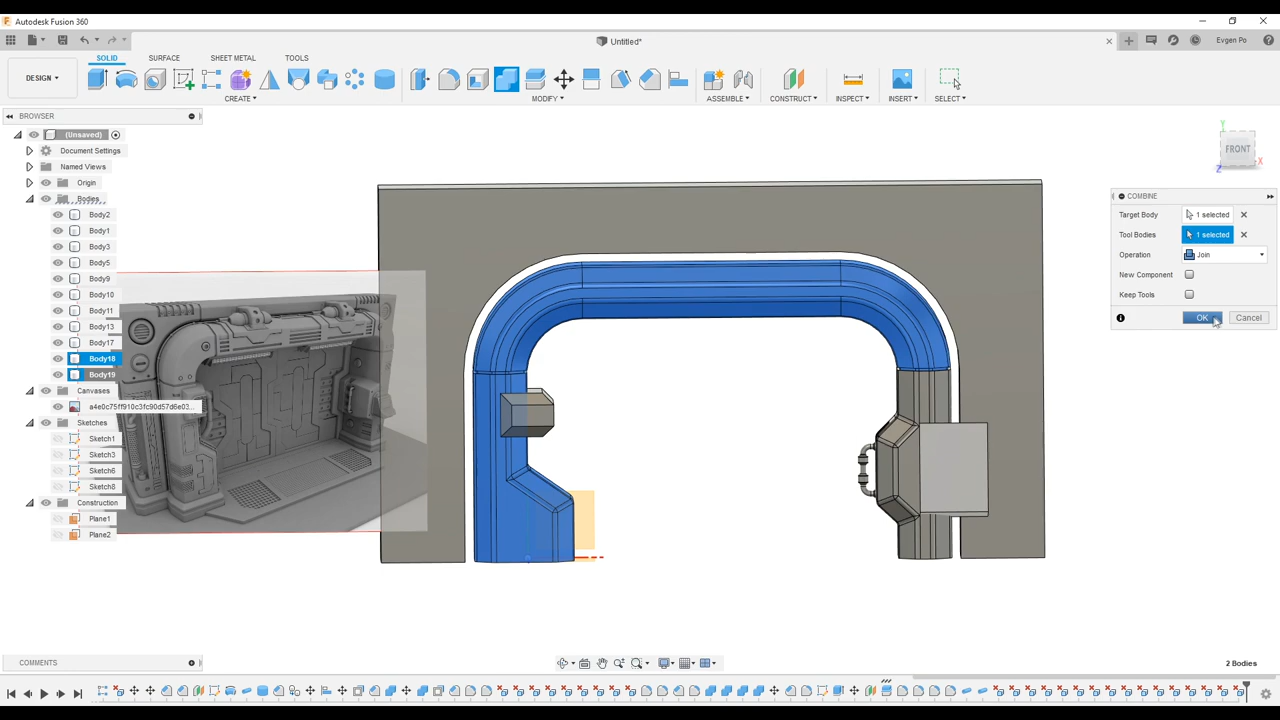 Autodesk Fusion 360
Untitled*
Evgen Po
DESIGN
SOLID SURFACE SHEET METAL TOOLS
CREATE MODIFY ASSEMBLE CONSTRUCT INSPECT INSERT SELECT
BROWSER
(Unsaved)
Document Settings
Named Views
Origin
Bodies
Body2
Body1
Body3
Body5
Body9
Body10
Body11
Body13
Body17
Body18
Body19
Canvases
a4e0c75ff910c3fc90d57d6e03...
Sketches
Sketch1
Sketch3
Sketch6
Sketch8
Construction
Plane1
Plane2
Y
FRONT
X
Z
COMBINE
Target Body 1 selected
Tool Bodies 1 selected
Operation Join
New Component
Keep Tools
OK Cancel
COMMENTS
2 Bodies